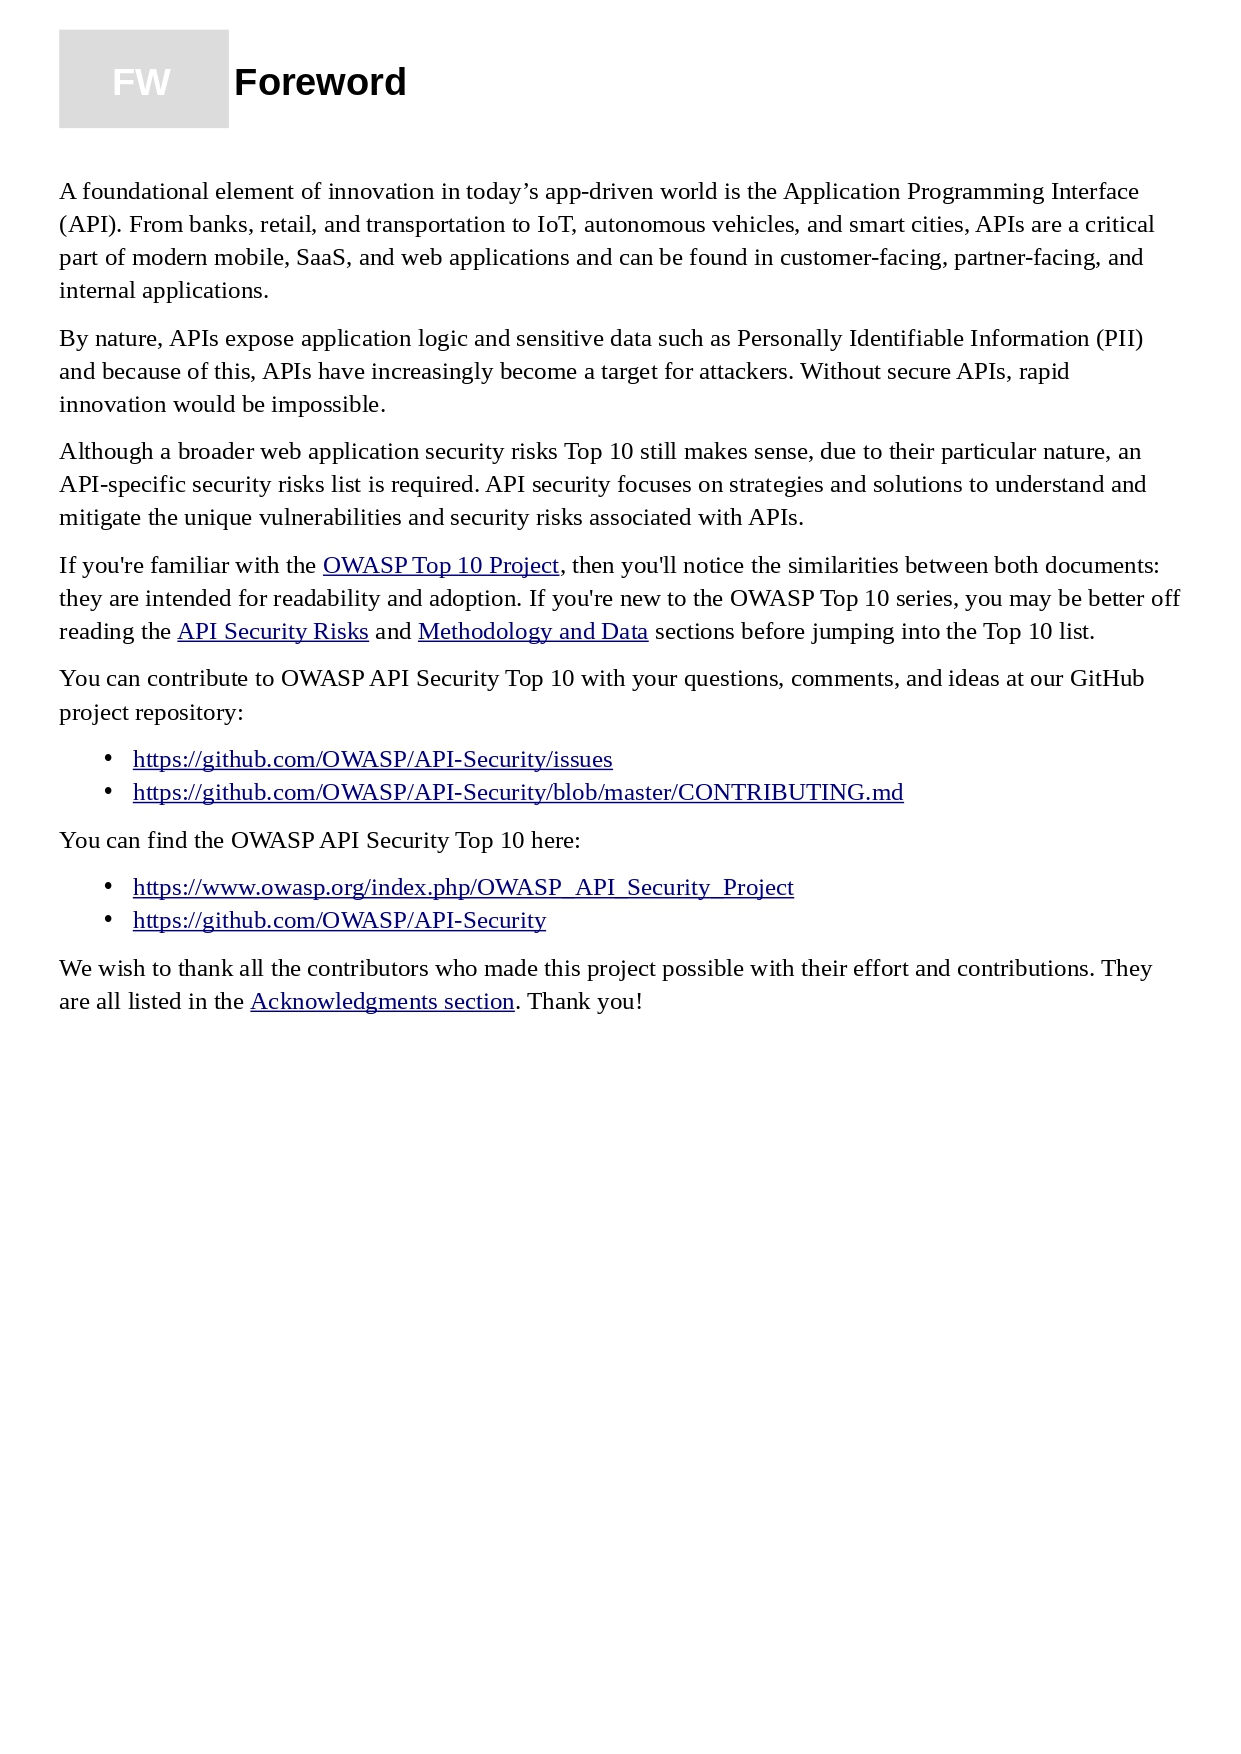 FW Foreword
A foundational element of innovation in today’s app-driven world is the Application Programming Interface
(API). From banks, retail, and transportation to IoT, autonomous vehicles, and smart cities, APIs are a critical
part of modern mobile, SaaS, and web applications and can be found in customer-facing, partner-facing, and
internal applications.
By nature, APIs expose application logic and sensitive data such as Personally Identifiable Information (PII)
and because of this, APIs have increasingly become a target for attackers. Without secure APIs, rapid
innovation would be impossible.
Although a broader web application security risks Top 10 still makes sense, due to their particular nature, an
API-specific security risks list is required. API security focuses on strategies and solutions to understand and
mitigate the unique vulnerabilities and security risks associated with APIs.
If you're familiar with the OWASP Top 10 Project, then you'll notice the similarities between both documents:
they are intended for readability and adoption. If you're new to the OWASP Top 10 series, you may be better off
reading the API Security Risks and Methodology and Data sections before jumping into the Top 10 list.
You can contribute to OWASP API Security Top 10 with your questions, comments, and ideas at our GitHub
project repository:
• https://github.com/OWASP/API-Security/issues
• https://github.com/OWASP/API-Security/blob/master/CONTRIBUTING.md
You can find the OWASP API Security Top 10 here:
• https://www.owasp.org/index.php/OWASP_API_Security_Project
• https://github.com/OWASP/API-Security
We wish to thank all the contributors who made this project possible with their effort and contributions. They
are all listed in the Acknowledgments section. Thank you!